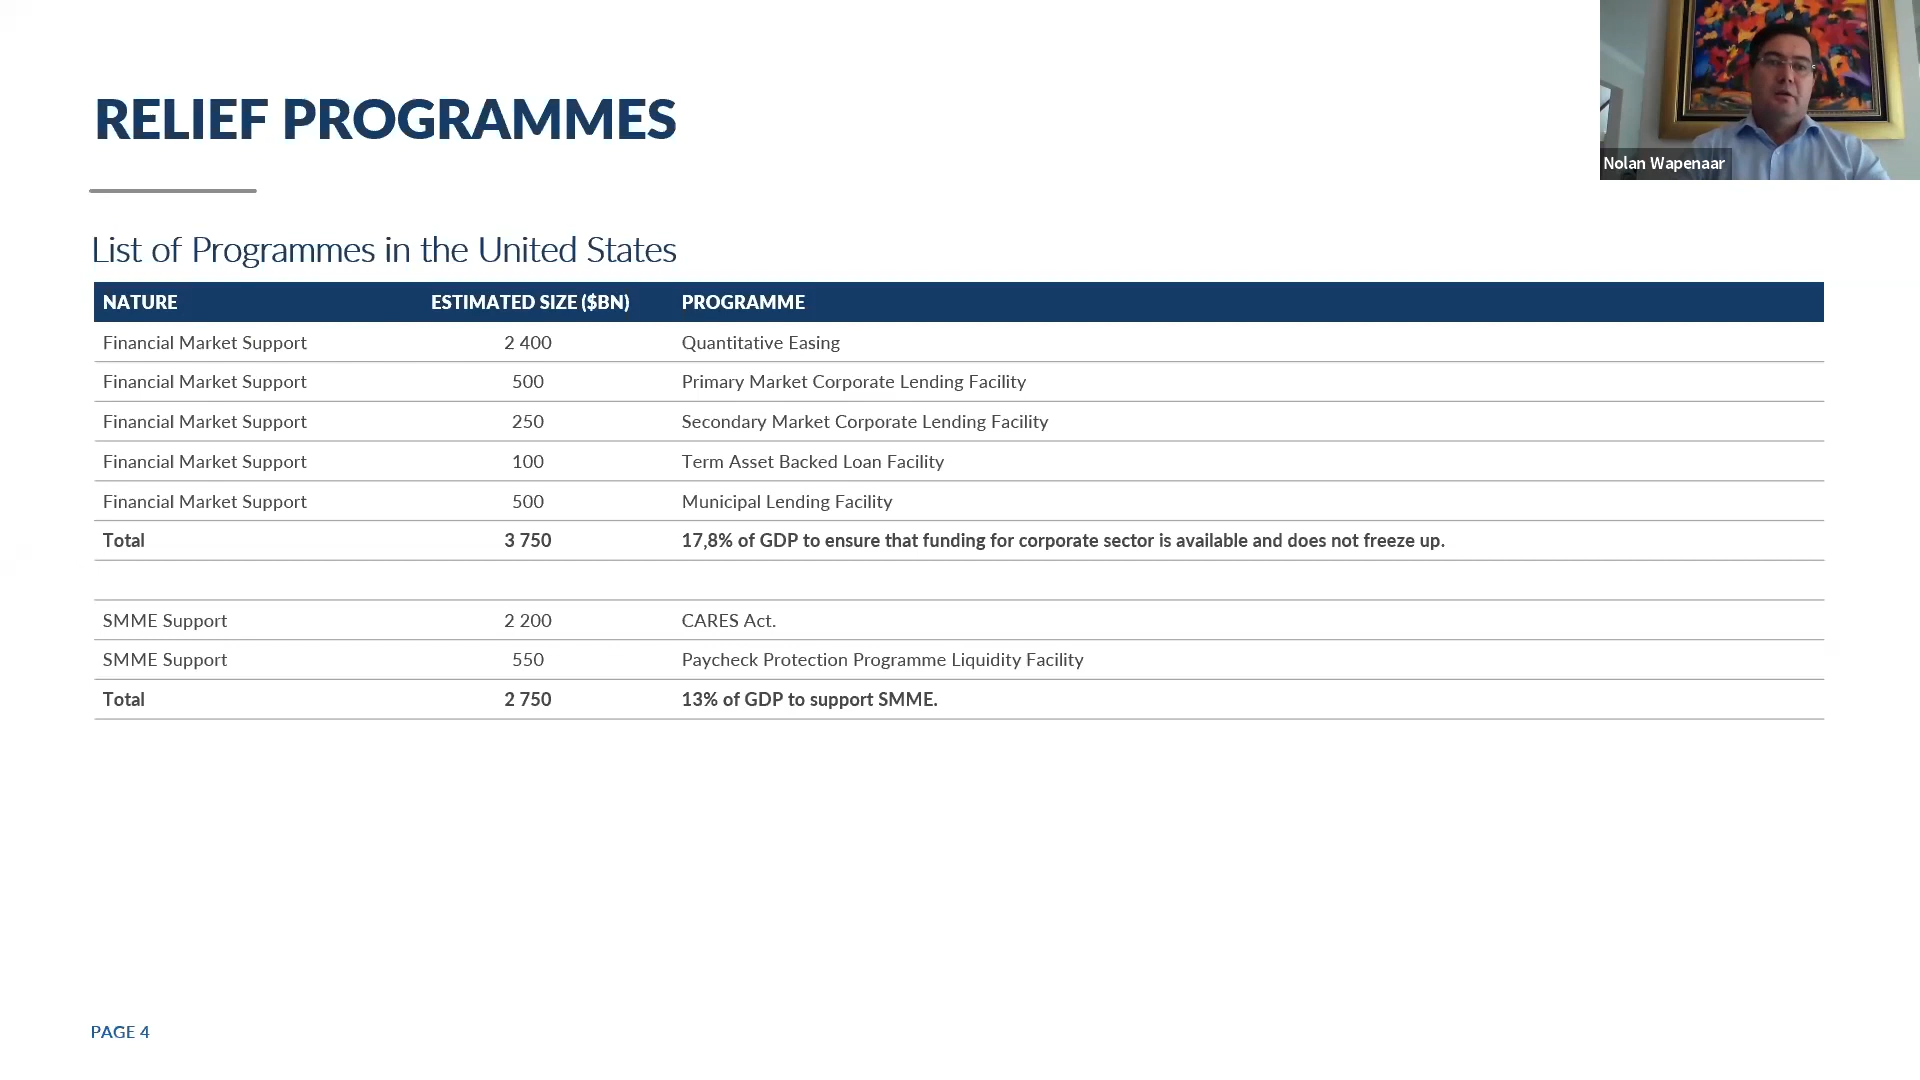 RELIEF PROGRAMMES
Nolan Wapenaar
List of Programmes in the United States
NATURE ESTIMATED SIZE ($BN) PROGRAMME
Financial Market Support 2 400 Quantitative Easing
Financial Market Support 500 Primary Market Corporate Lending Facility
Financial Market Support 250 Secondary Market Corporate Lending Facility
Financial Market Support 100 Term Asset Backed Loan Facility
Financial Market Support 500 Municipal Lending Facility
Total 3 750 17,8% of GDP to ensure that funding for corporate sector is available and does not freeze up.
SMME Support 2 200 CARES Act.
SMME Support 550 Paycheck Protection Programme Liquidity Facility
Total 2 750 13% of GDP to support SMME.
PAGE 4